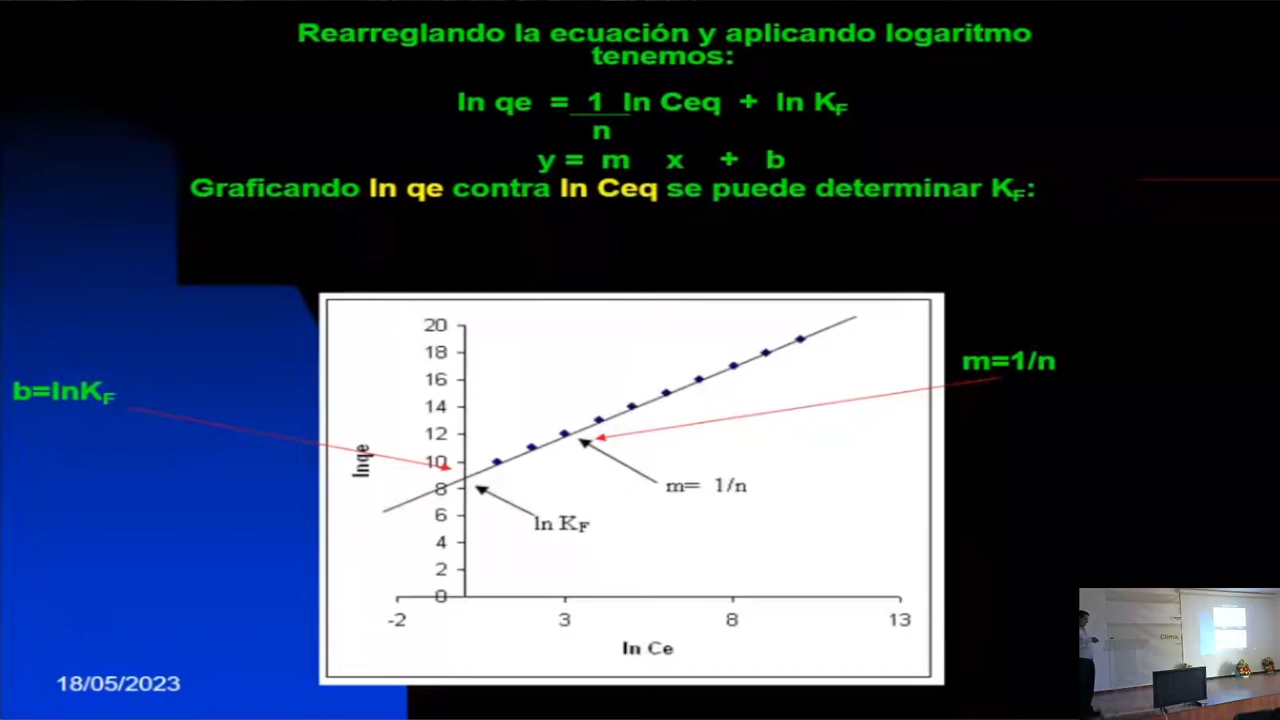 Rearreglando la ecuación y aplicando logaritmo
tenemos:
ln qe = 1 ln Ceq + ln KF
n
y = m x + b
Graficando ln qe contra ln Ceq se puede determinar KF:
b=lnKF
m=1/n
20
18
16
14
12
10
8
6
4
2
0
lnqe
m= 1/n
ln KF
-2
3
8
13
ln Ce
18/05/2023
Clima,